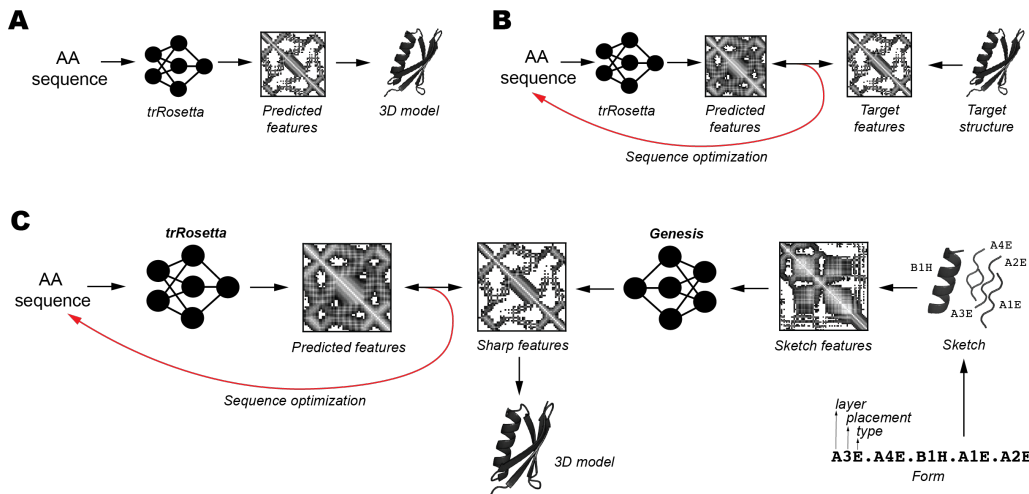 A
AA
sequence
trRosetta
Predicted
features
3D model
B
AA
sequence
trRosetta
Predicted
features
Target
features
Target
structure
Sequence optimization
C
AA
sequence
trRosetta
Predicted features
Sharp features
Genesis
Sketch features
B1H
A4E
A2E
A3E
A1E
Sketch
Sequence optimization
3D model
layer
placement
type
A3E.A4E.B1H.A1E.A2E
Form